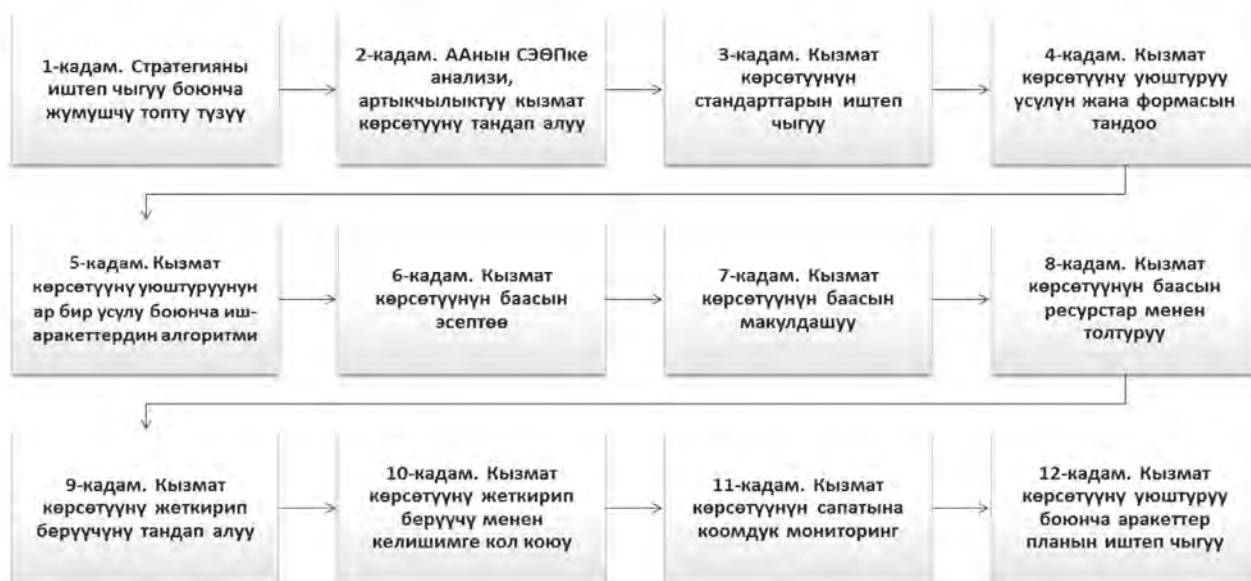 1-кадам. Стратегияны
иштеп чыгуу боюнча
жумушчу топту түзүү
2-кадам. ААнын СЭӨПке
анализи,
артыкчылыктуу кызмат
көрсөтүүнү тандап алуу
3-кадам. Кызмат
көрсөтүүнүн
стандарттарын иштеп
чыгуу
4-кадам. Кызмат
көрсөтүүнү уюштуруу
усулун жана формасын
тандоо
5-кадам. Кызмат
көрсөтүүнү уюштуруунун
ар бир усулу боюнча иш-
аракеттердин алгоритми
6-кадам. Кызмат
көрсөтүүнүн баасын
эсептөө
7-кадам. Кызмат
көрсөтүүнүн баасын
макулдашуу
8-кадам. Кызмат
көрсөтүүнүн баасын
ресурстар менен
толтуруу
9-кадам. Кызмат
көрсөтүүнү жеткирип
берүүчүнү тандап алуу
10-кадам. Кызмат
көрсөтүүнү жеткирип
берүүчү менен
келишимге кол коюу
11-кадам. Кызмат
көрсөтүүнүн сапатына
коомдук мониторинг
12-кадам. Кызмат
көрсөтүүнү уюштуруу
боюнча аракеттер
планын иштеп чыгуу